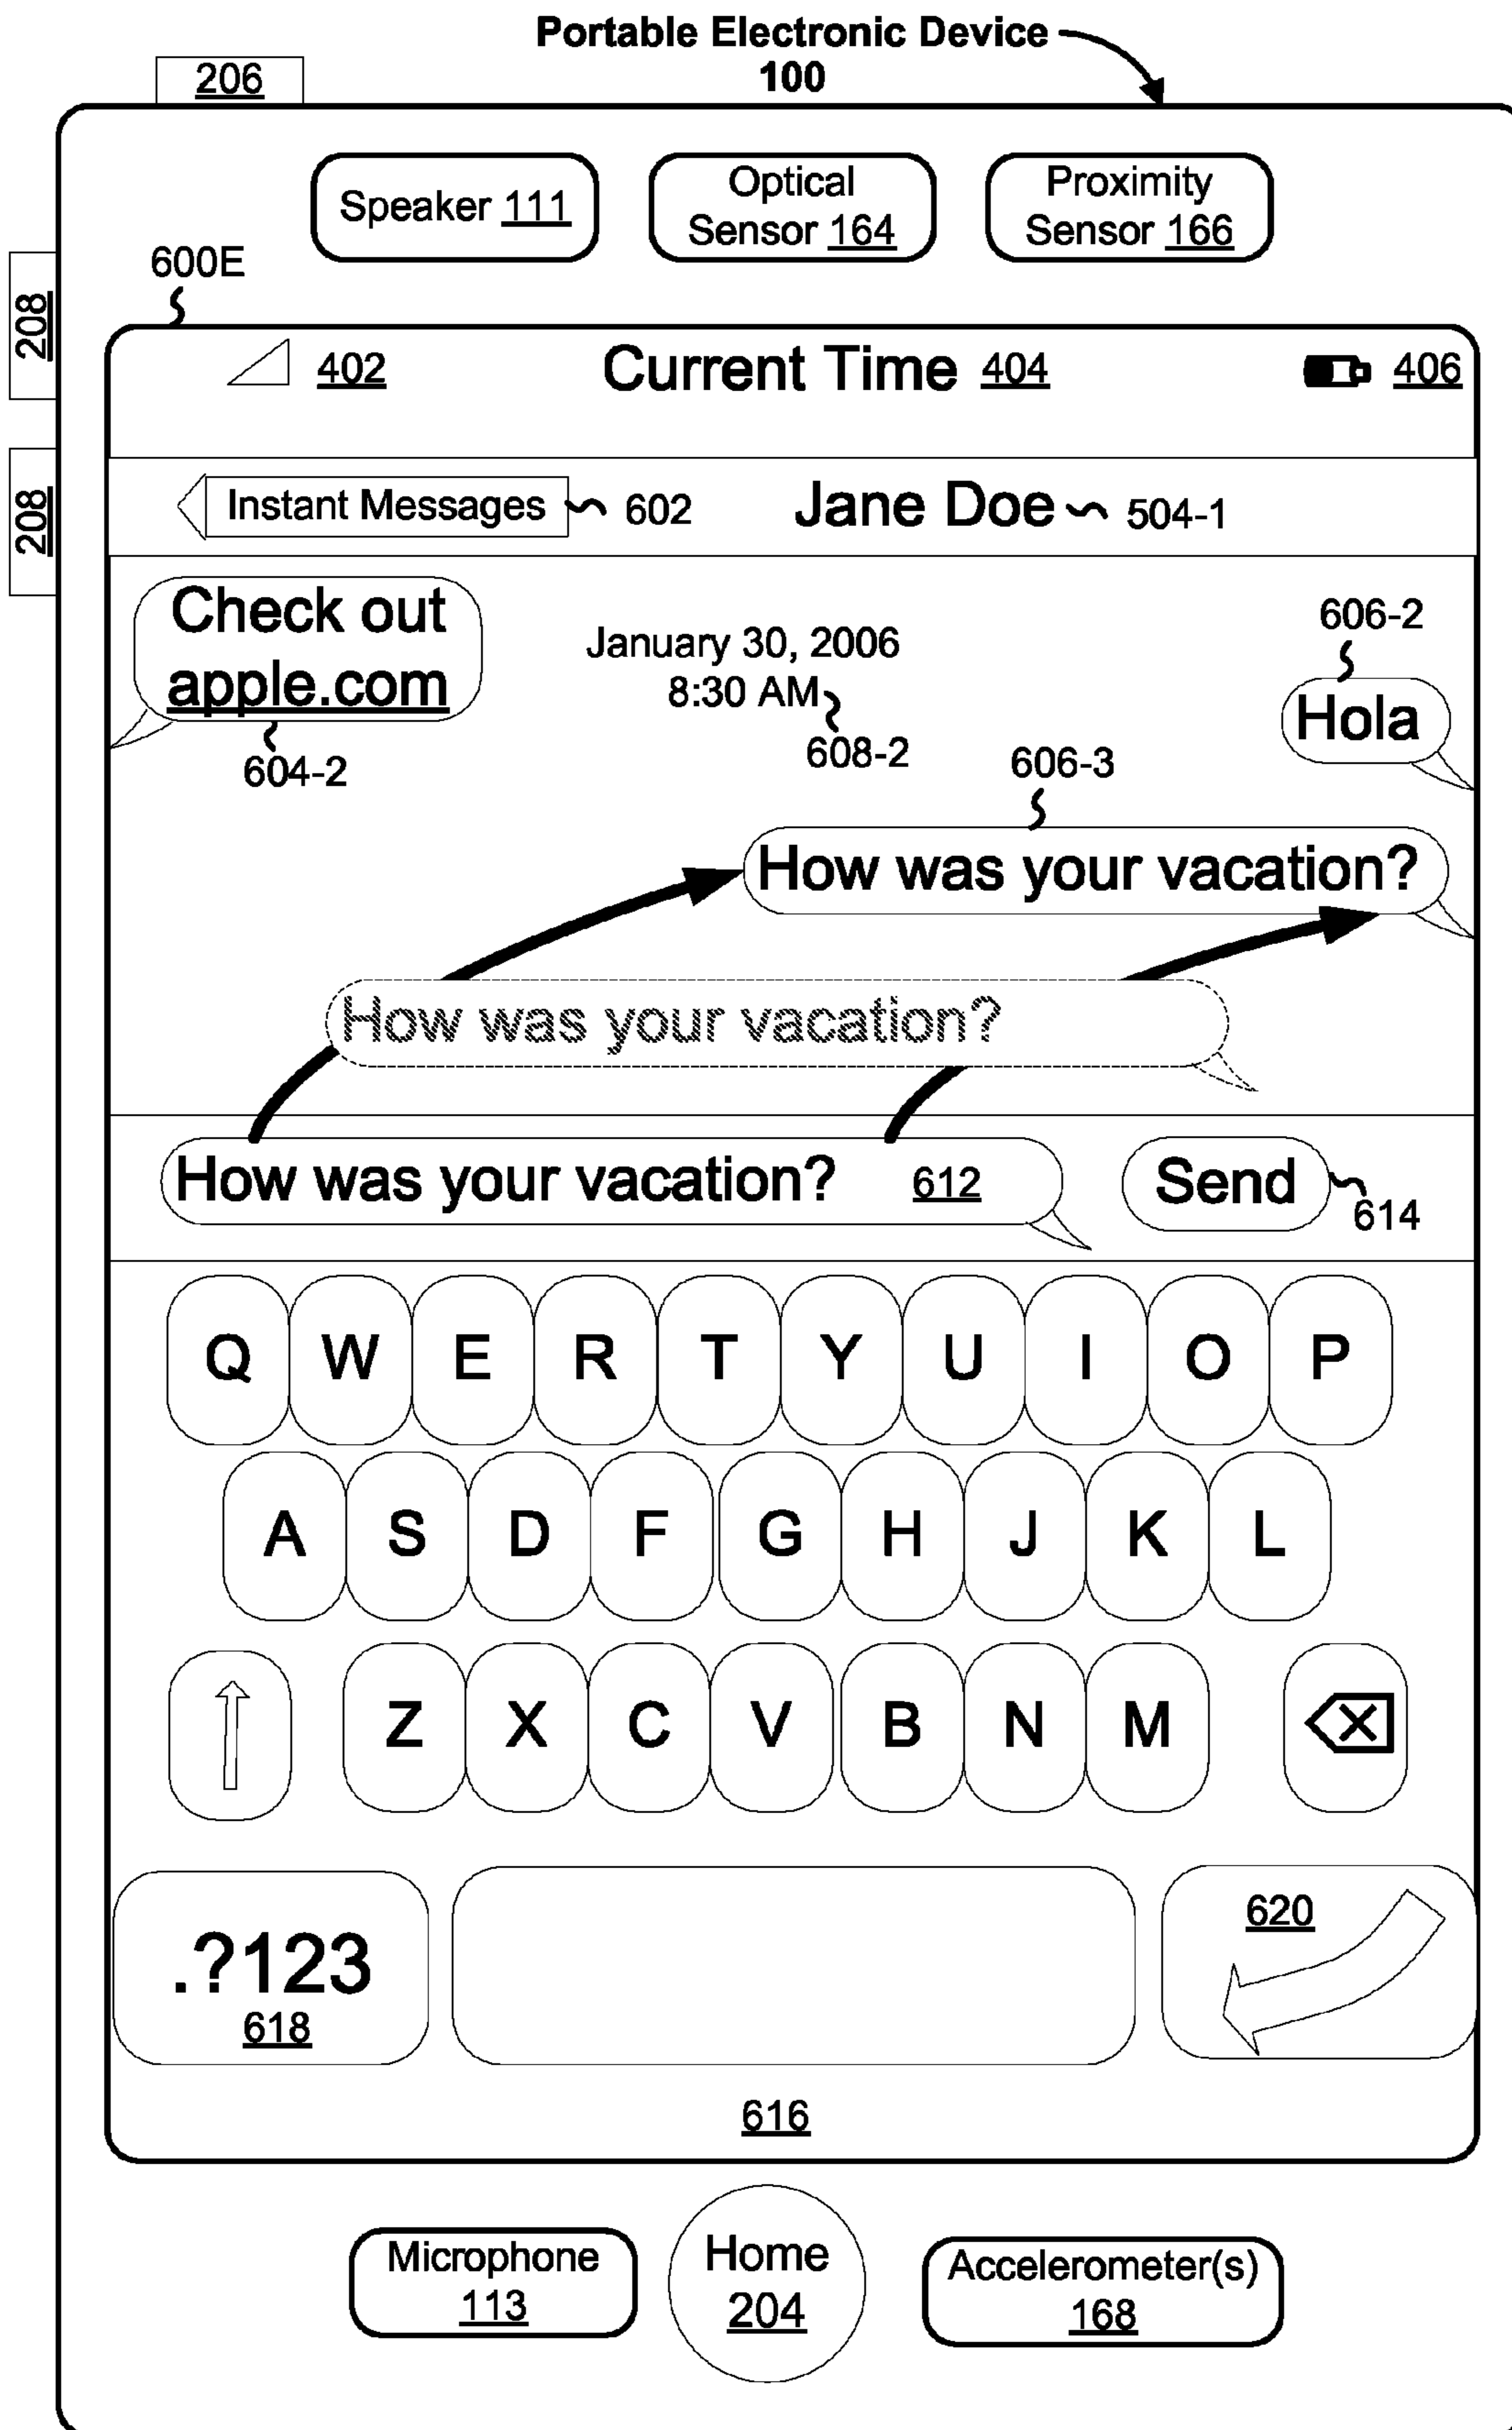 Portable Electronic Device
100
206
Speaker 111
Optical
Sensor 164
Proximity
Sensor 166
208
208
600E
402
Current Time 404
406
Instant Messages
602
Jane Doe
504-1
Check out
apple.com
604-2
January 30, 2006
8:30 AM
608-2
606-2
Hola
606-3
How was your vacation?
How was your vacation?
How was your vacation? 612
Send
614
Q W E R T Y U I O P
A S D F G H J K L
Z X C V B N M
.?123
618
620
616
Microphone
113
Home
204
Accelerometer(s)
168